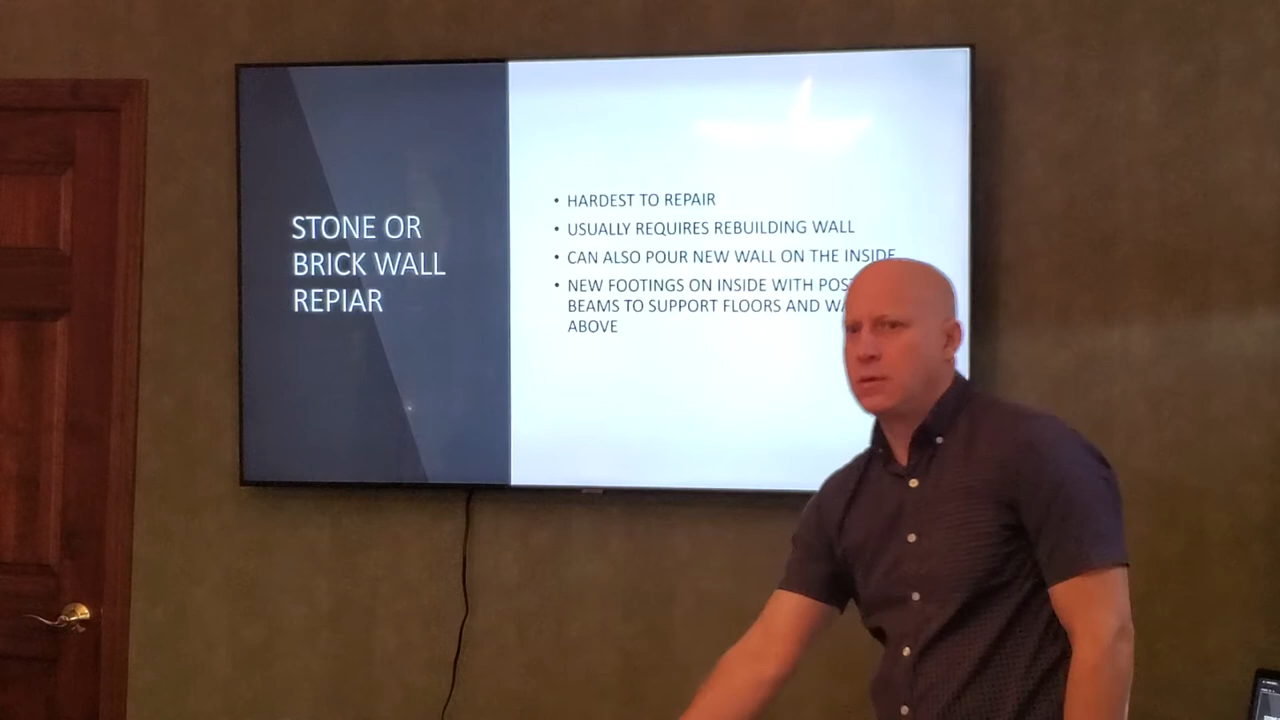 STONE OR
BRICK WALL
REPIAR
• HARDEST TO REPAIR
• USUALLY REQUIRES REBUILDING WALL
• CAN ALSO POUR NEW WALL ON THE INSIDE
• NEW FOOTINGS ON INSIDE WITH
BEAMS TO SUPPORT FLOORS AND
ABOVE